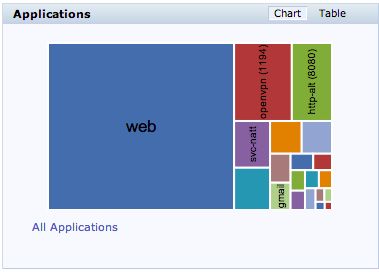 Applications
Chart
Table
web
openvpn (1194)
http-alt (8080)
svc-natt
gmail
All Applications